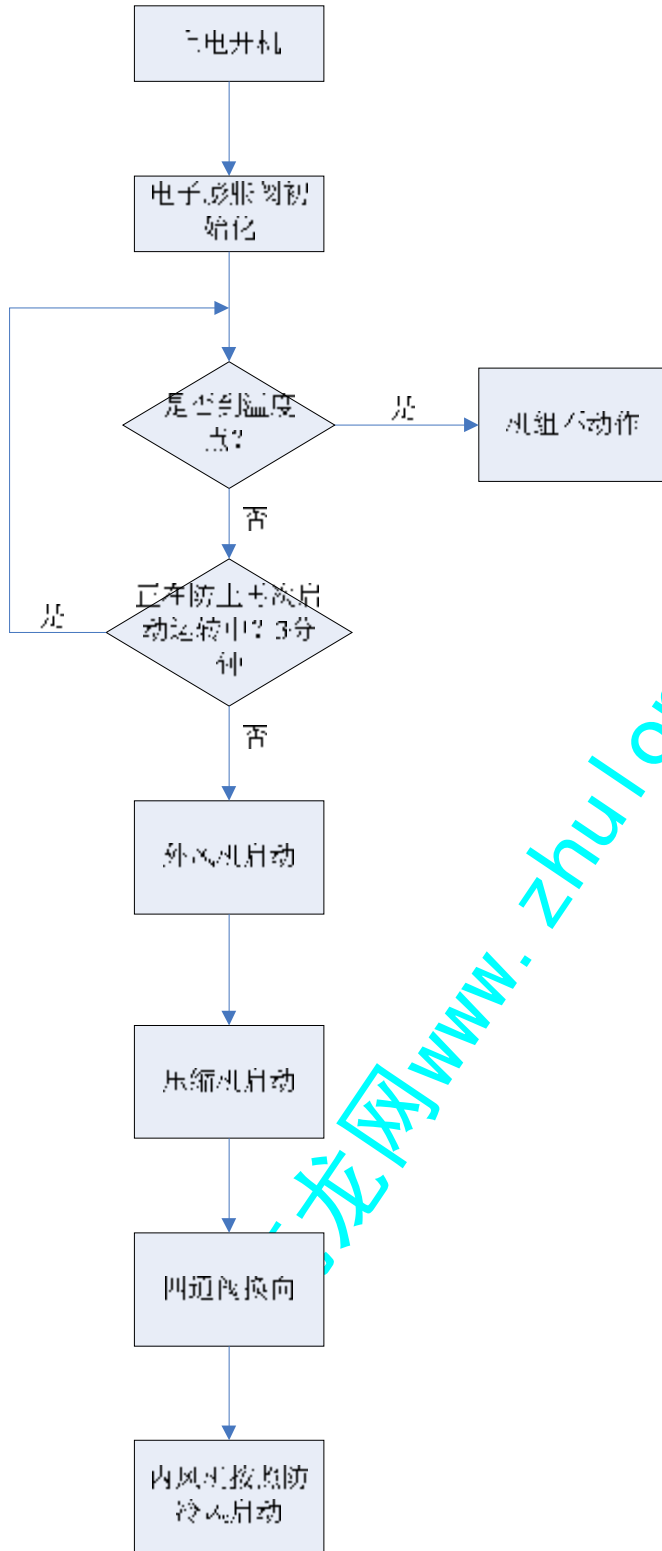 上电开机
电子膨胀阀初
始化
是否到温度
点?
是
机组不动作
否
正在防止再次启
动运转中?3分
钟
是
否
外风机启动
压缩机启动
四通阀换向
内风机按照防
冷风启动
龙网www.zhulo